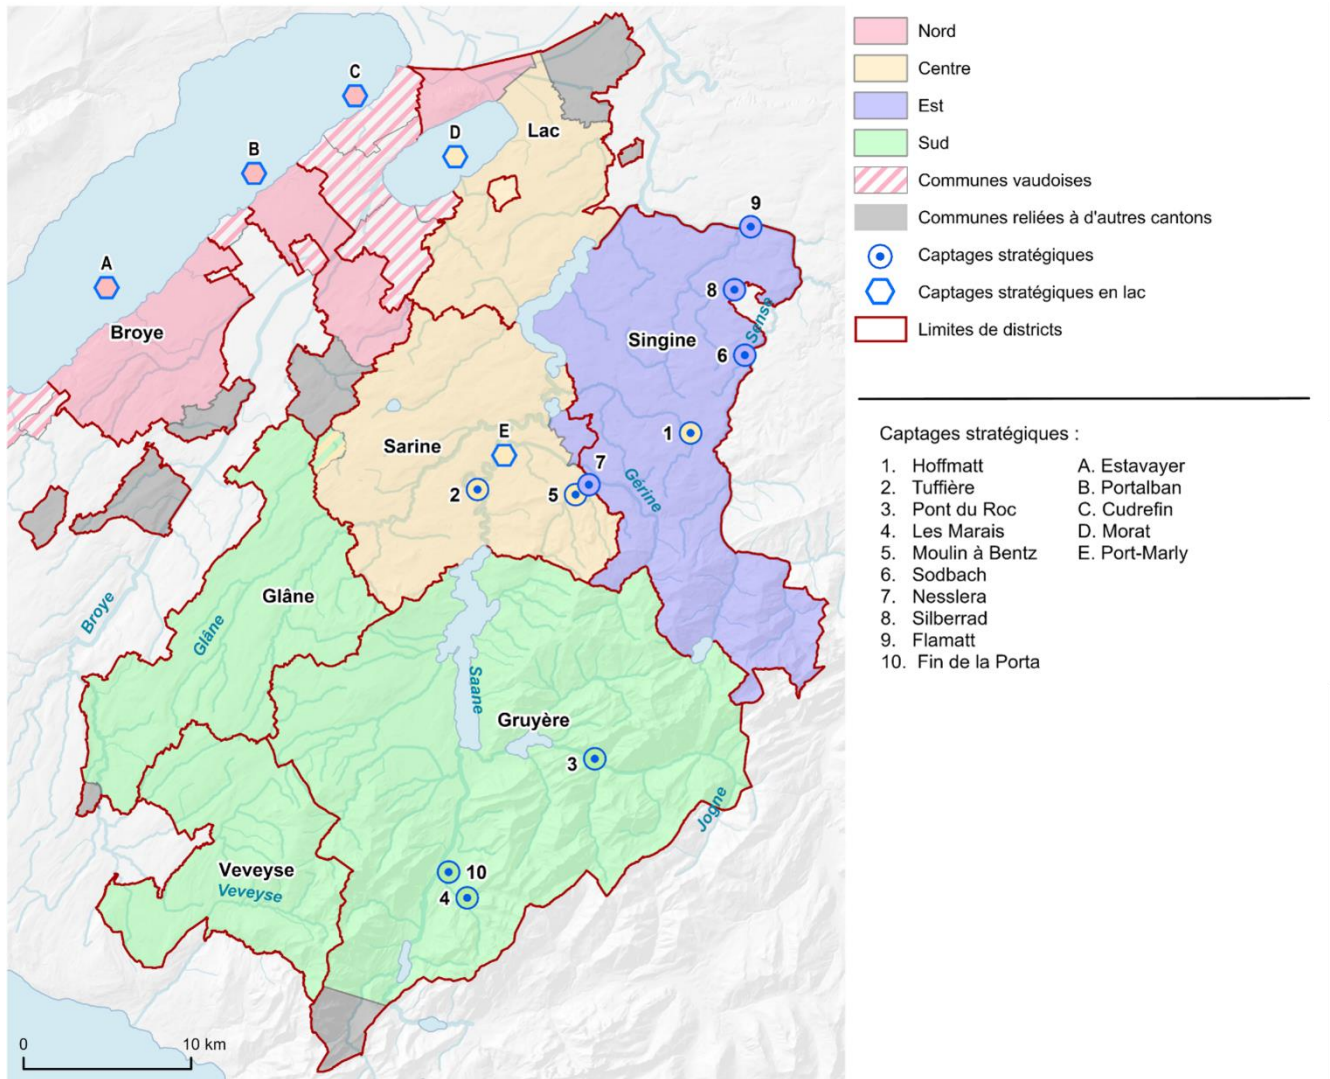 C
D
Lac
B
9
A
8
Sense
Broye
Singine
6
1
E
Sarine
7
2
5
Gérine
Glâne
Broye
Glâne
Saane
Gruyère
3
Jogne
Veveyse
10
Veveyse
4
0
10 km
Nord
Centre
Est
Sud
Communes vaudoises
Communes reliées à d'autres cantons
Captages stratégiques
Captages stratégiques en lac
Limites de districts
Captages stratégiques :
1. Hoffmatt A. Estavayer
2. Tuffière B. Portalban
3. Pont du Roc C. Cudrefin
4. Les Marais D. Morat
5. Moulin à Bentz E. Port-Marly
6. Sodbach
7. Nesslera
8. Silberrad
9. Flamatt
10. Fin de la Porta